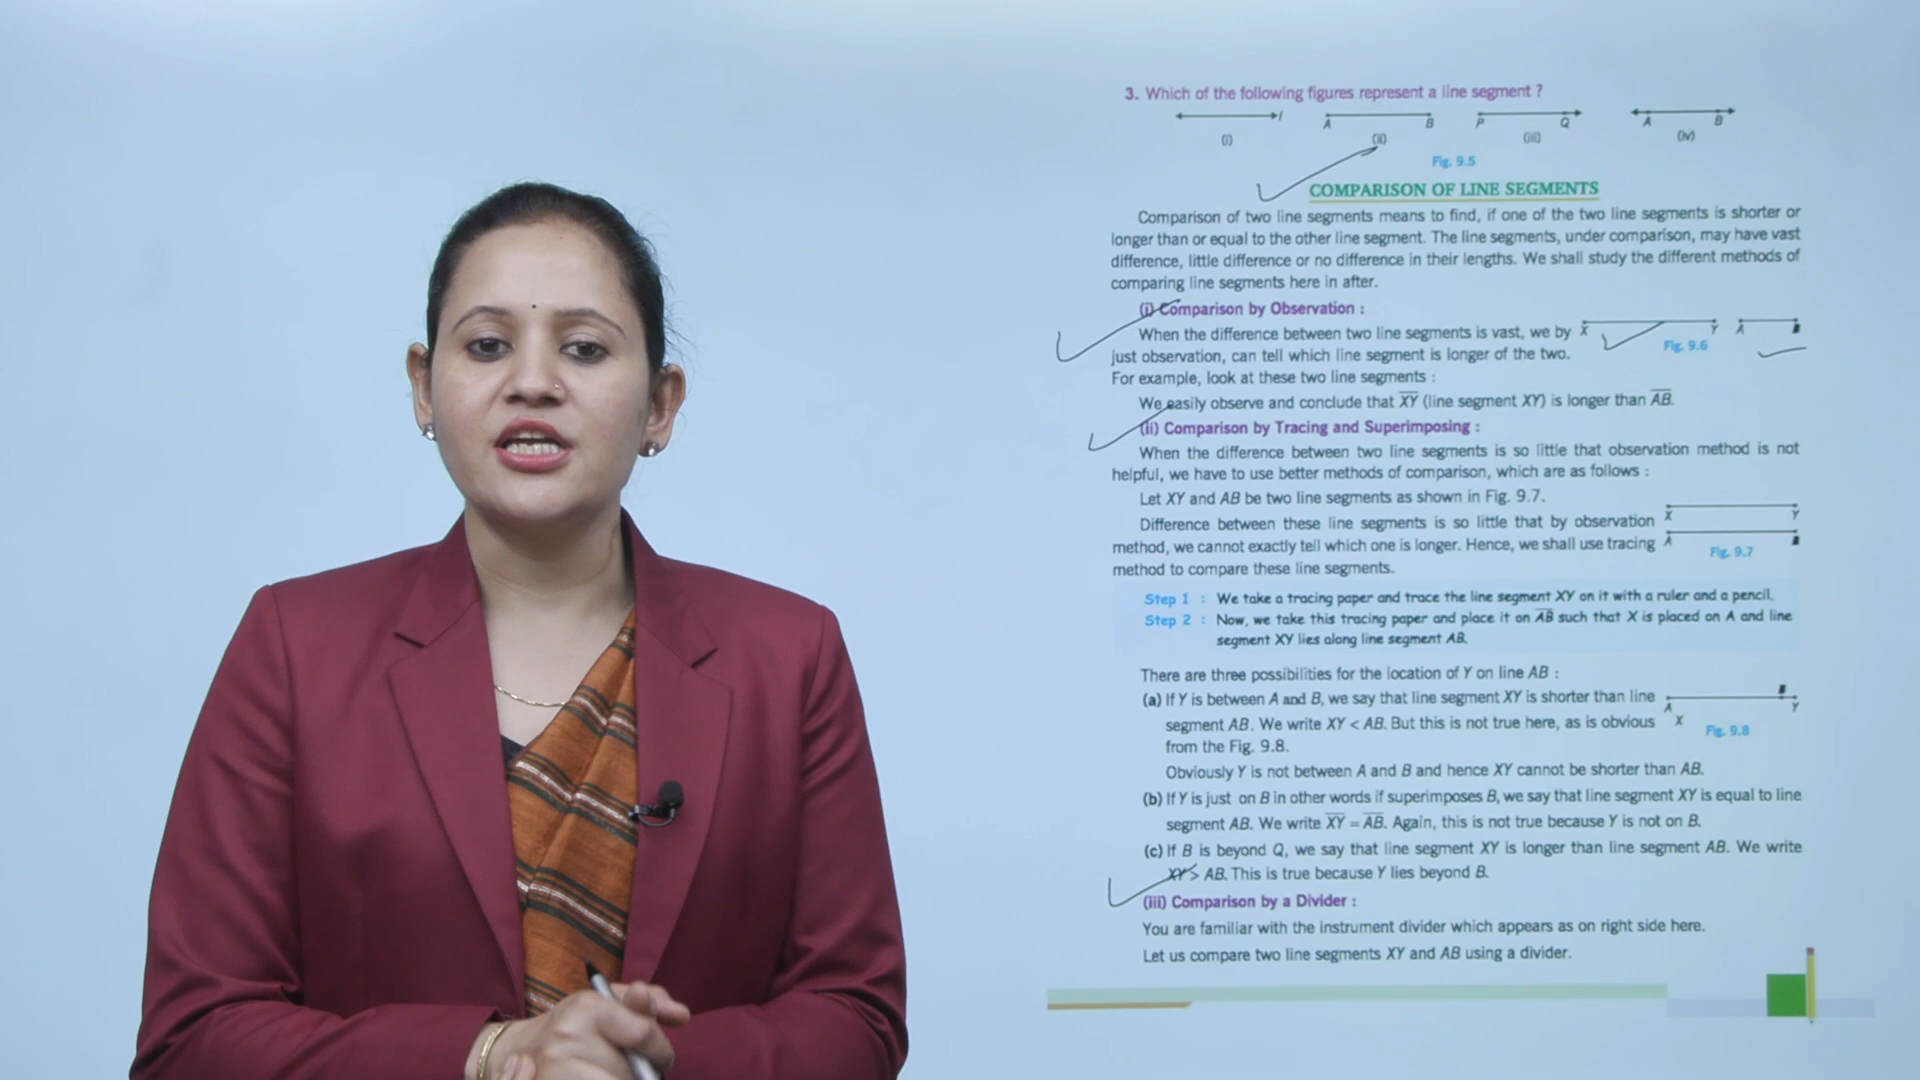 3. Which of the following figures represent a line segment ?
l
A B
P Q
A B
(i) (ii) (iii) (iv)
Fig. 9.5
COMPARISON OF LINE SEGMENTS
Comparison of two line segments means to find, if one of the two line segments is shorter or
longer than or equal to the other line segment. The line segments, under comparison, may have vast
difference, little difference or no difference in their lengths. We shall study the different methods of
comparing line segments here in after.
(i) Comparison by Observation :
When the difference between two line segments is vast, we by
just observation, can tell which line segment is longer of the two.
X Y A B
Fig. 9.6
For example, look at these two line segments :
We easily observe and conclude that XY (line segment XY) is longer than AB.
(ii) Comparison by Tracing and Superimposing :
When the difference between two line segments is so little that observation method is not
helpful, we have to use better methods of comparison, which are as follows :
Let XY and AB be two line segments as shown in Fig. 9.7.
Difference between these line segments is so little that by observation
method, we cannot exactly tell which one is longer. Hence, we shall use tracing
method to compare these line segments.
X Y
A B
Fig. 9.7
Step 1 : We take a tracing paper and trace the line segment XY on it with a ruler and a pencil.
Step 2 : Now, we take this tracing paper and place it on AB such that X is placed on A and line
segment XY lies along line segment AB.
There are three possibilities for the location of Y on line AB :
(a) If Y is between A and B, we say that line segment XY is shorter than line
segment AB. We write XY < AB. But this is not true here, as is obvious
from the Fig. 9.8.
B
A Y
X
Fig. 9.8
Obviously Y is not between A and B and hence XY cannot be shorter than AB.
(b) If Y is just on B in other words if superimposes B, we say that line segment XY is equal to line
segment AB. We write XY = AB. Again, this is not true because Y is not on B.
(c) If B is beyond Q, we say that line segment XY is longer than line segment AB. We write
XY > AB. This is true because Y lies beyond B.
(iii) Comparison by a Divider :
You are familiar with the instrument divider which appears as on right side here.
Let us compare two line segments XY and AB using a divider.